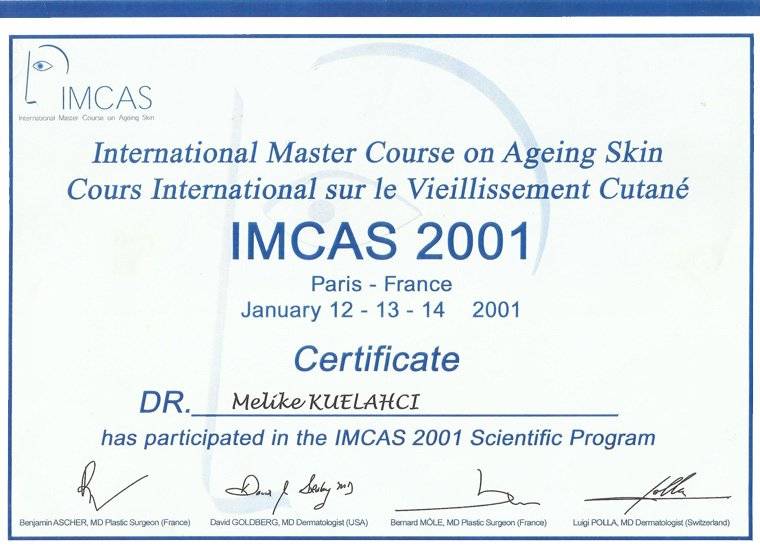 IMCAS
International Master Course on Ageing Skin
International Master Course on Ageing Skin
Cours International sur le Vieillissement Cutané
IMCAS 2001
Paris - France
January 12 - 13 - 14 2001
Certificate
DR. Melike KUELAHCI
has participated in the IMCAS 2001 Scientific Program
Benjamin ASCHER, MD Plastic Surgeon (France) David GOLDBERG, MD Dermatologist (USA) Bernard MÔLE, MD Plastic Surgeon (France) Luigi POLLA, MD Dermatologist (Switzerland)